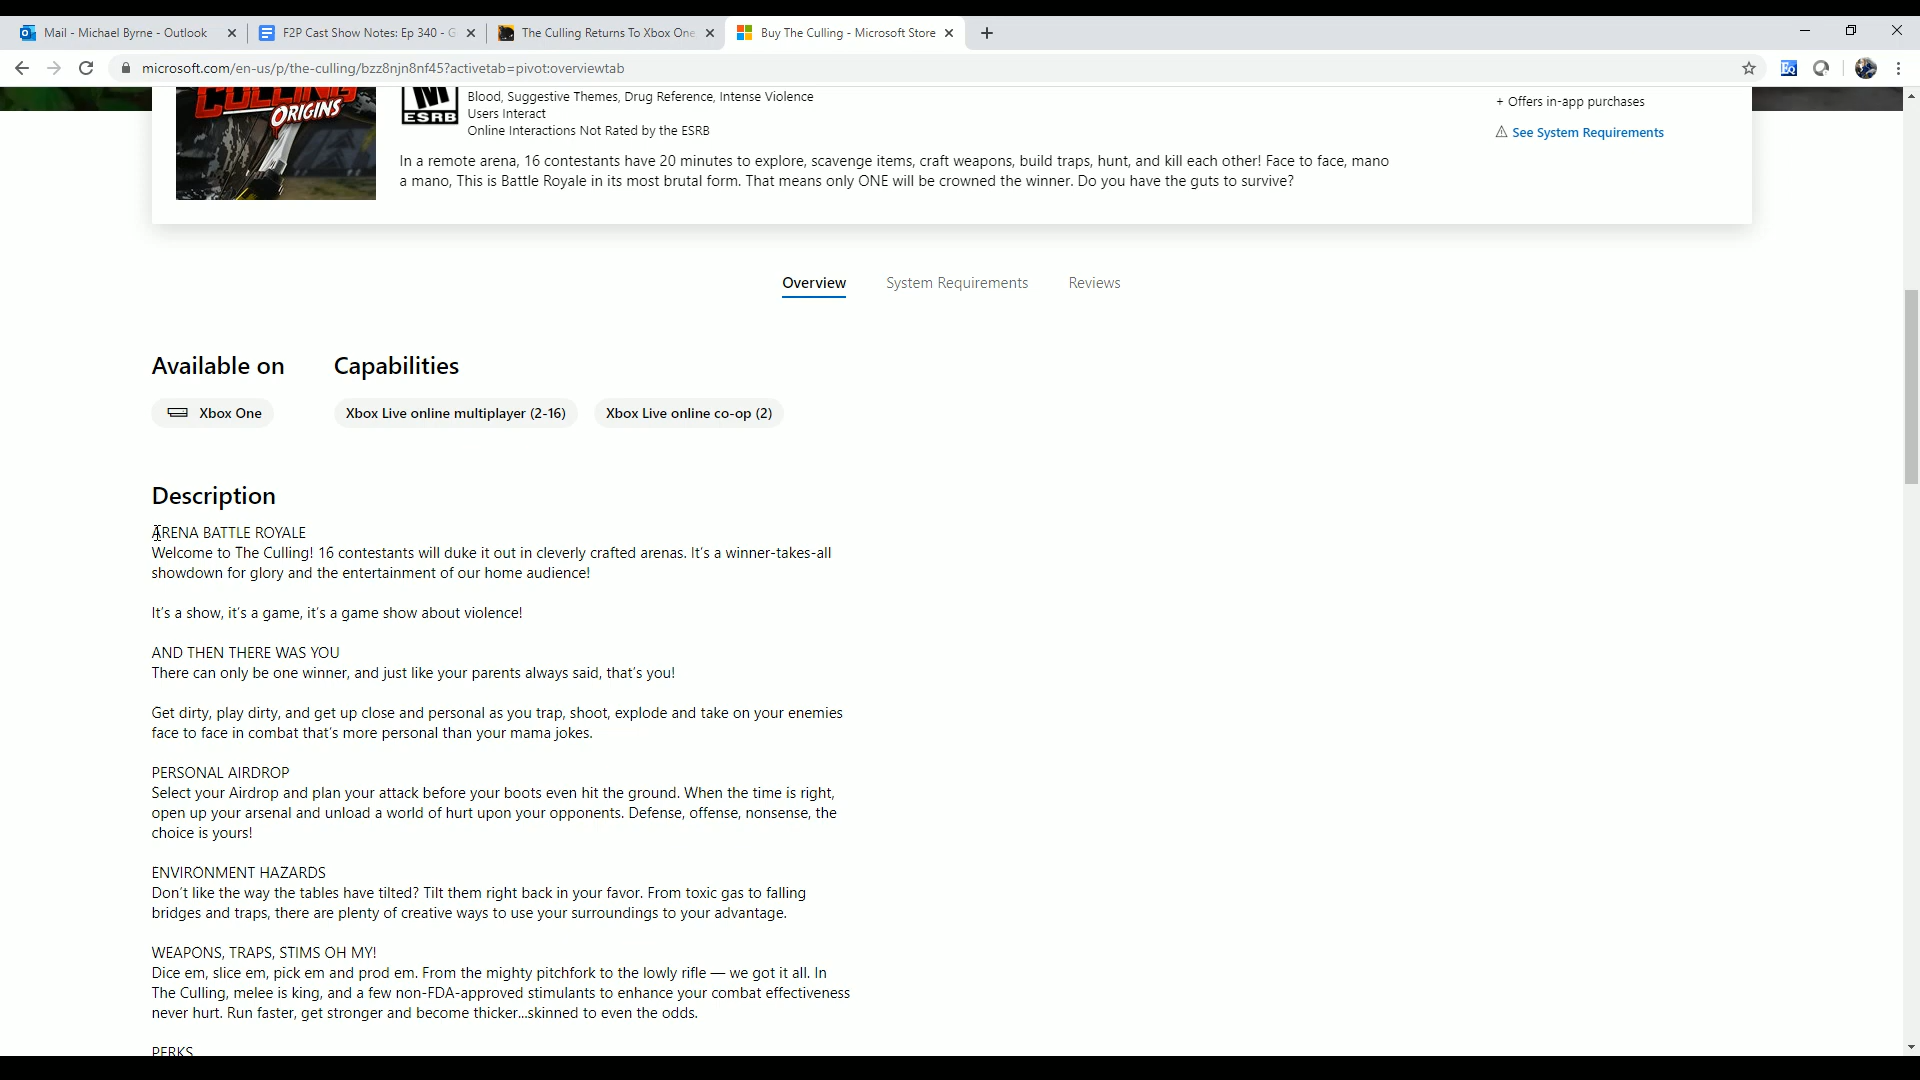 Mail - Michael Byrne - Outlook
F2P Cast Show Notes: Ep 340 - G
The Culling Returns To Xbox One
Buy The Culling - Microsoft Store
microsoft.com/en-us/p/the-culling/bzz8njn8nf45?activetab=pivot:overviewtab
CULLING
ORIGINS
M
ESRB
Blood, Suggestive Themes, Drug Reference, Intense Violence
Users Interact
Online Interactions Not Rated by the ESRB
+ Offers in-app purchases
See System Requirements
In a remote arena, 16 contestants have 20 minutes to explore, scavenge items, craft weapons, build traps, hunt, and kill each other! Face to face, mano
a mano, This is Battle Royale in its most brutal form. That means only ONE will be crowned the winner. Do you have the guts to survive?
Overview System Requirements Reviews
Available on Capabilities
Xbox One Xbox Live online multiplayer (2-16) Xbox Live online co-op (2)
Description
ARENA BATTLE ROYALE
Welcome to The Culling! 16 contestants will duke it out in cleverly crafted arenas. It's a winner-takes-all
showdown for glory and the entertainment of our home audience!
It's a show, it's a game, it's a game show about violence!
AND THEN THERE WAS YOU
There can only be one winner, and just like your parents always said, that's you!
Get dirty, play dirty, and get up close and personal as you trap, shoot, explode and take on your enemies
face to face in combat that's more personal than your mama jokes.
PERSONAL AIRDROP
Select your Airdrop and plan your attack before your boots even hit the ground. When the time is right,
open up your arsenal and unload a world of hurt upon your opponents. Defense, offense, nonsense, the
choice is yours!
ENVIRONMENT HAZARDS
Don't like the way the tables have tilted? Tilt them right back in your favor. From toxic gas to falling
bridges and traps, there are plenty of creative ways to use your surroundings to your advantage.
WEAPONS, TRAPS, STIMS OH MY!
Dice em, slice em, pick em and prod em. From the mighty pitchfork to the lowly rifle — we got it all. In
The Culling, melee is king, and a few non-FDA-approved stimulants to enhance your combat effectiveness
never hurt. Run faster, get stronger and become thicker...skinned to even the odds.
PERKS